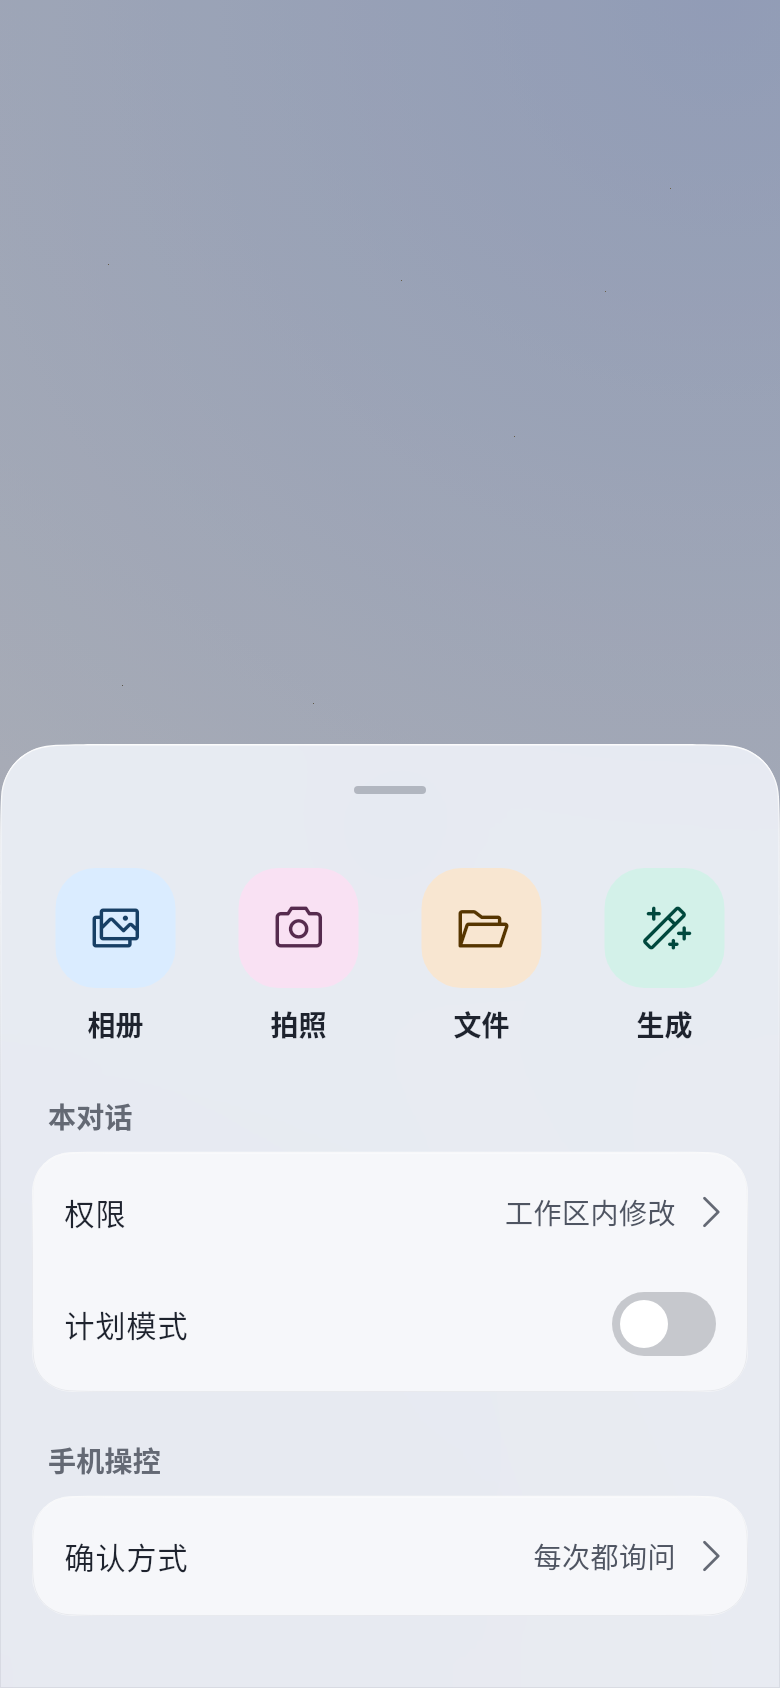 相册
拍照
文件
生成
本对话
权限
工作区内修改
计划模式
手机操控
确认方式
每次都询问